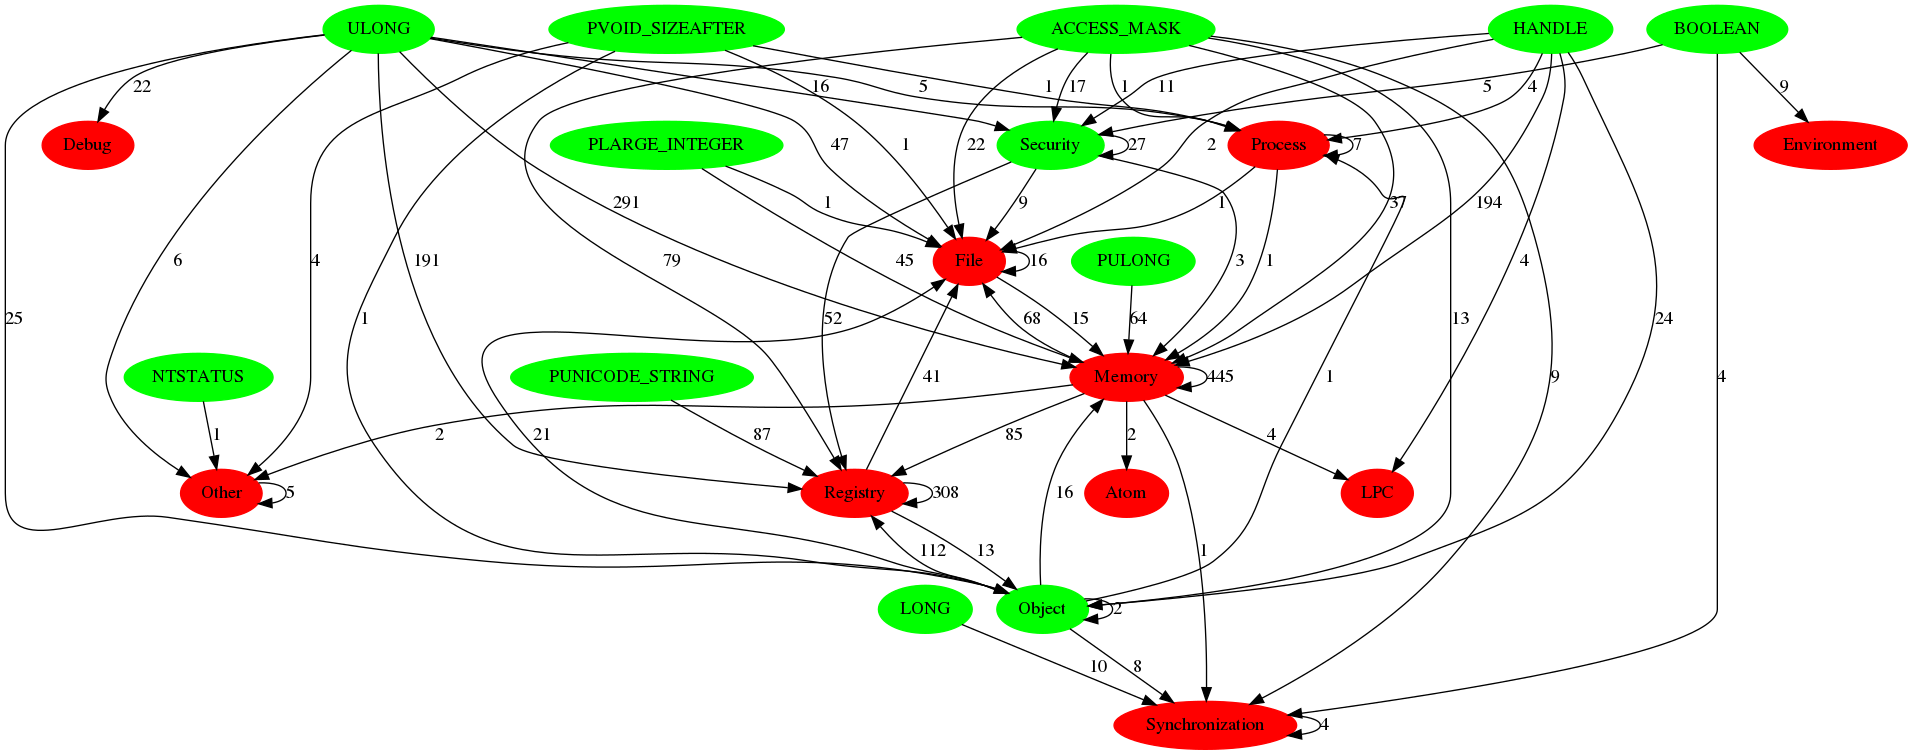 ULONG PVOID_SIZEAFTER ACCESS_MASK HANDLE BOOLEAN
22 16 5 1 17 1 11 5 4 9
Debug PLARGE_INTEGER Security Process Environment
47 1 22 27 2 7
291 1 9 1 37 194
6 4 191 79 45 File 16 PULONG 3 1 4
25 1 52 68 15 64 1 13 24
NTSTATUS PUNICODE_STRING 41 Memory 445 9 4
1 2 21 87 85 2 4
Other 5 Registry 308 16 Atom LPC
112 13 1
LONG Object 2
10 8
Synchronization 4